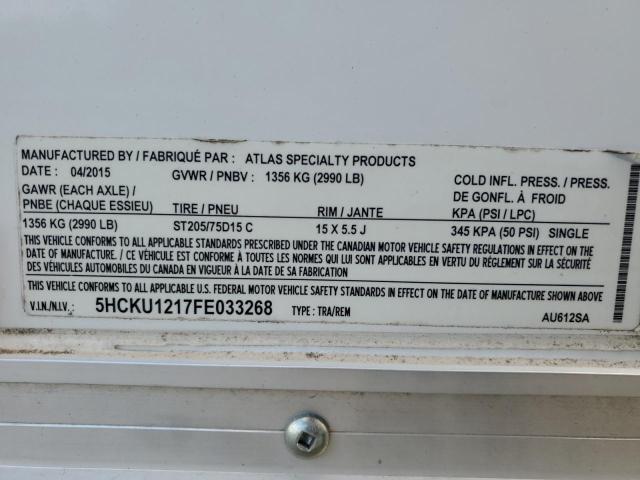 MANUFACTURED BY / FABRIQUÉ PAR : ATLAS SPECIALTY PRODUCTS
DATE : 04/2015 GVWR / PNBV : 1356 KG (2990 LB) COLD INFL. PRESS. / PRESS.
DE GONFL. À FROID
GAWR (EACH AXLE) /
PNBE (CHAQUE ESSIEU) TIRE / PNEU RIM / JANTE KPA (PSI / LPC)
1356 KG (2990 LB) ST205/75D15 C 15 X 5.5 J 345 KPA (50 PSI) SINGLE
THIS VEHICLE CONFORMS TO ALL APPLICABLE STANDARDS PRESCRIBED UNDER THE CANADIAN MOTOR VEHICLE SAFETY REGULATIONS IN EFFECT ON THE
DATE OF MANUFACTURE / CE VÉHICULE EST CONFORME À TOUTES LES NORMES QUI LUI SONT APPLICABLES EN VERTU DU RÈGLEMENT SUR LA SÉCURITÉ
DES VÉHICULES AUTOMOBILES DU CANADA EN VIGUEUR À LA DATE DE SA FABRICATION
THIS VEHICLE CONFORMS TO ALL APPLICABLE U.S. FEDERAL MOTOR VEHICLE SAFETY STANDARDS IN EFFECT ON THE DATE OF MANUFACTURE SHOWN ABOVE
V.I.N./N.I.V.: 5HCKU1217FE033268 TYPE : TRA/REM AU612SA